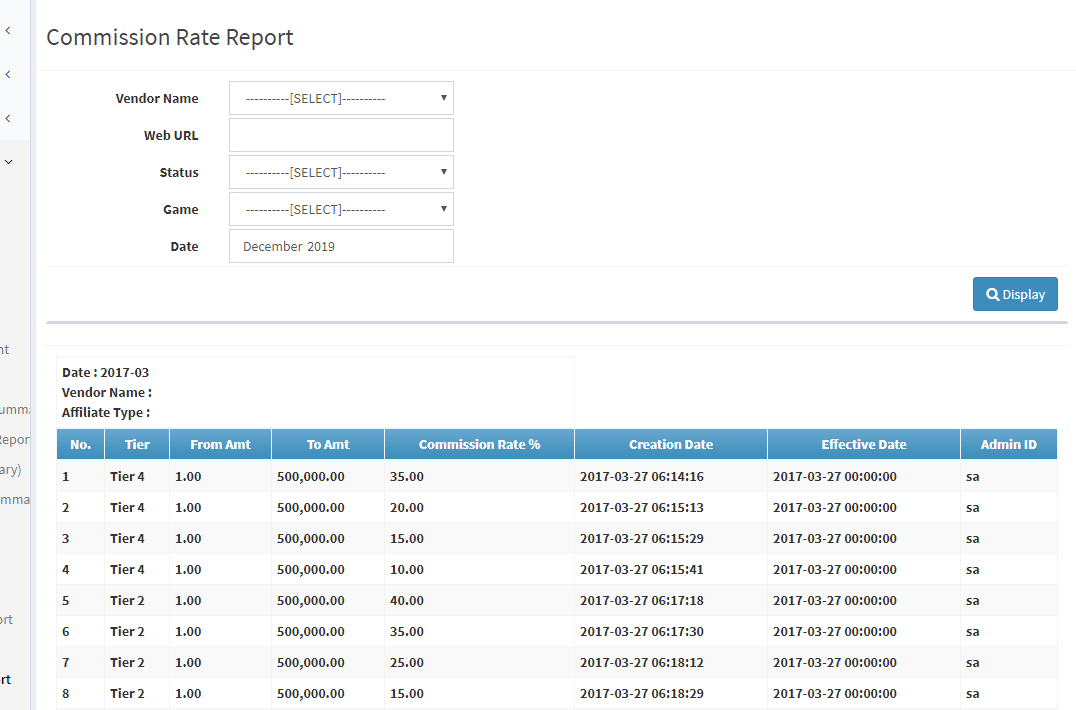 Commission Rate Report
Vendor Name ----------[SELECT]----------
Web URL
Status ----------[SELECT]----------
Game ----------[SELECT]----------
Date December 2019
Display
Date : 2017-03
Vendor Name :
Affiliate Type :
No. Tier From Amt To Amt Commission Rate % Creation Date Effective Date Admin ID
1 Tier 4 1.00 500,000.00 35.00 2017-03-27 06:14:16 2017-03-27 00:00:00 sa
2 Tier 4 1.00 500,000.00 20.00 2017-03-27 06:15:13 2017-03-27 00:00:00 sa
3 Tier 4 1.00 500,000.00 15.00 2017-03-27 06:15:29 2017-03-27 00:00:00 sa
4 Tier 4 1.00 500,000.00 10.00 2017-03-27 06:15:41 2017-03-27 00:00:00 sa
5 Tier 2 1.00 500,000.00 40.00 2017-03-27 06:17:18 2017-03-27 00:00:00 sa
6 Tier 2 1.00 500,000.00 35.00 2017-03-27 06:17:30 2017-03-27 00:00:00 sa
7 Tier 2 1.00 500,000.00 25.00 2017-03-27 06:18:12 2017-03-27 00:00:00 sa
8 Tier 2 1.00 500,000.00 15.00 2017-03-27 06:18:29 2017-03-27 00:00:00 sa